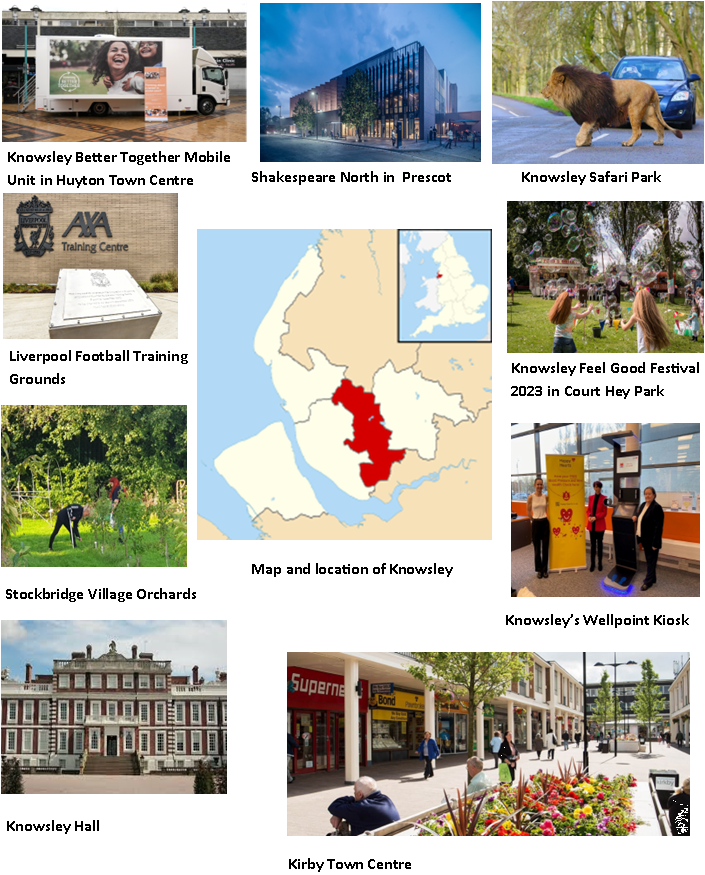 Knowsley Better Together Mobile
Unit in Huyton Town Centre
Shakespeare North in Prescot
Knowsley Safari Park
AXA
Training Centre
Liverpool Football Training
Grounds
Knowsley Feel Good Festival
2023 in Court Hey Park
Map and location of Knowsley
Stockbridge Village Orchards
Knowsley's Wellpoint Kiosk
Knowsley Hall
Superne
Bond
Kirby Town Centre